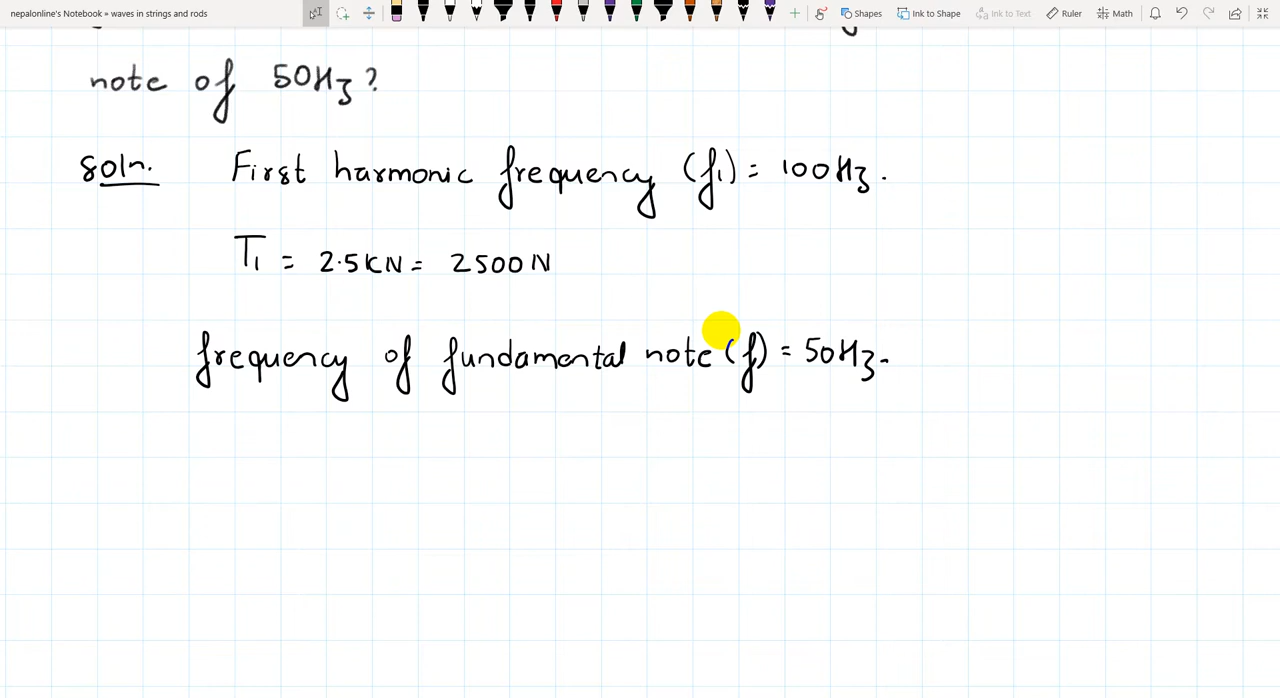 nepalonline's Notebook » waves in strings and rods
Shapes
Ink to Shape
Ink to Text
Ruler
Math
note of 50Hz?
soln. First harmonic frequency (f1) = 100Hz.
T1 = 2.5KN = 2500N
frequency of fundamental note (f) = 50Hz.